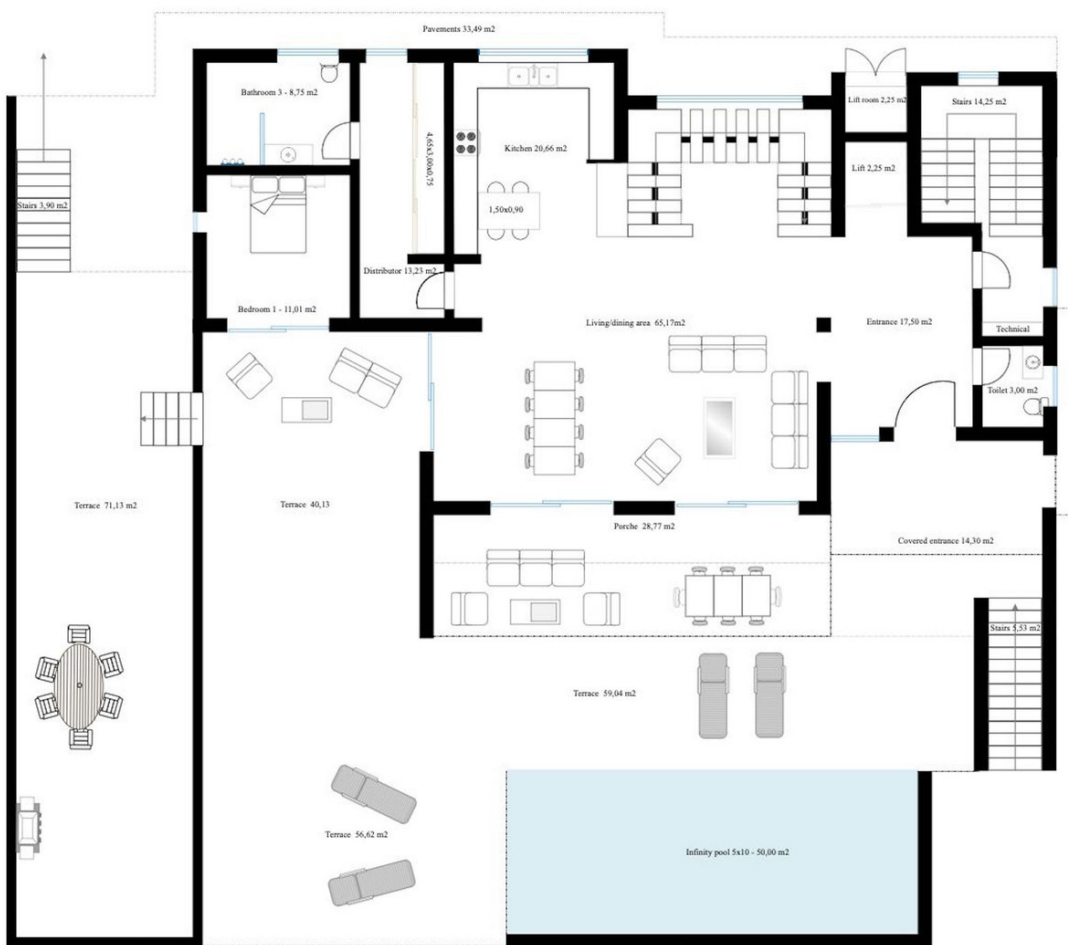 Pavements 33,49 m2
Bathroom 3 - 8,75 m2
4,65x3,00x0,75
Kitchen 20,66 m2
Lift room 2,25 m2
Stairs 14,25 m2
Lift 2,25 m2
Stairs 3,90 m2
1,50x0,90
Distributor 13,23 m2
Bedroom 1 - 11,01 m2
Living/dining area 65,17m2
Entrance 17,50 m2
Technical
Toilet 3,00 m2
Terrace 71,13 m2
Terrace 40,13
Porche 28,77 m2
Covered entrance 14,30 m2
Stairs 5,53 m2
Terrace 59,04 m2
Terrace 56,62 m2
Infinity pool 5x10 - 50,00 m2